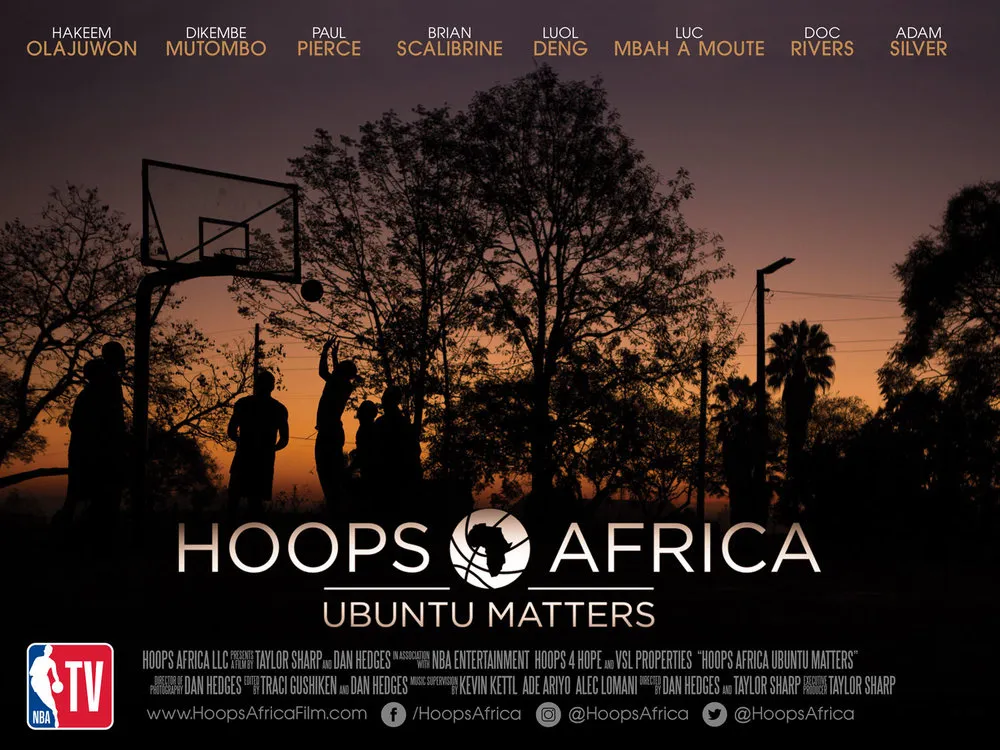 HAKEEM OLAJUWON DIKEMBE MUTOMBO PAUL PIERCE BRIAN SCALIBRINE LUOL DENG LUC MBAH A MOUTE DOC RIVERS ADAM SILVER
HOOPS AFRICA
UBUNTU MATTERS
HOOPS AFRICA LLC PRESENTS A FILM BY TAYLOR SHARP AND DAN HEDGES IN ASSOCIATION WITH NBA ENTERTAINMENT HOOPS 4 HOPE AND VSL PROPERTIES "HOOPS AFRICA UBUNTU MATTERS"
DIRECTOR OF PHOTOGRAPHY DAN HEDGES EDITED BY TRACI GUSHIKEN AND DAN HEDGES MUSIC SUPERVISION BY KEVIN KETTL ADE ARIYO ALEC LOMANI DIRECTED BY DAN HEDGES AND TAYLOR SHARP EXECUTIVE PRODUCER TAYLOR SHARP
www.HoopsAfricaFilm.com /HoopsAfrica @HoopsAfrica @HoopsAfrica
TV
NBA